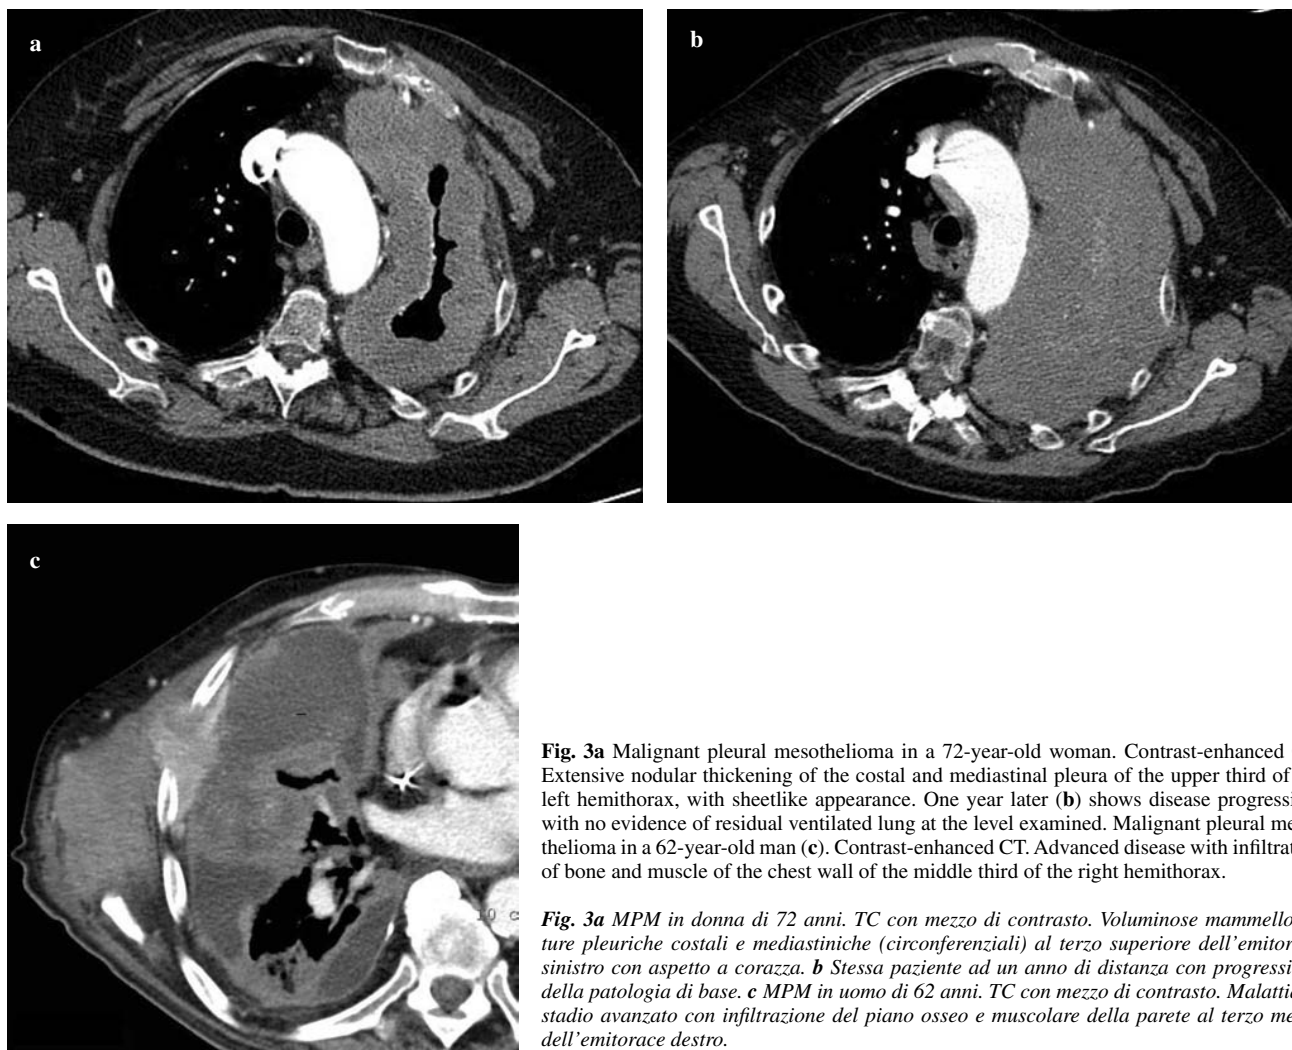 a
b
c
Fig. 3a Malignant pleural mesothelioma in a 72-year-old woman. Contrast-enhanced
Extensive nodular thickening of the costal and mediastinal pleura of the upper third of
left hemithorax, with sheetlike appearance. One year later (b) shows disease progressi
with no evidence of residual ventilated lung at the level examined. Malignant pleural me
thelioma in a 62-year-old man (c). Contrast-enhanced CT. Advanced disease with infiltrat
of bone and muscle of the chest wall of the middle third of the right hemithorax.
Fig. 3a MPM in donna di 72 anni. TC con mezzo di contrasto. Voluminose mammello
ture pleuriche costali e mediastiniche (circonferenziali) al terzo superiore dell'emitor
sinistro con aspetto a corazza. b Stessa paziente ad un anno di distanza con progressi
della patologia di base. c MPM in uomo di 62 anni. TC con mezzo di contrasto. Malattia
stadio avanzato con infiltrazione del piano osseo e muscolare della parete al terzo me
dell'emitorace destro.